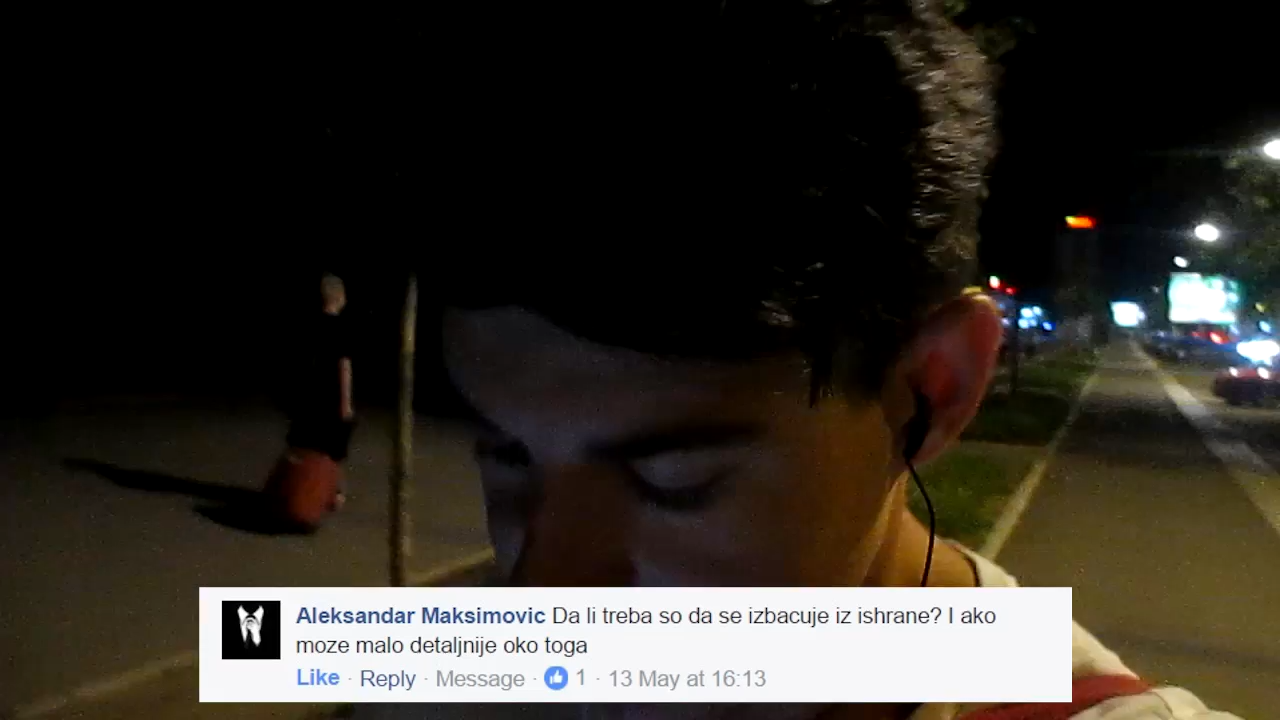 Aleksandar Maksimovic Da li treba so da se izbacuje iz ishrane? I ako
moze malo detaljnije oko toga
Like · Reply · Message · 1 · 13 May at 16:13